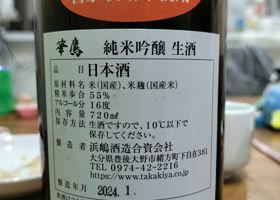 華鷹 純米吟醸 生酒
品目 日本酒
原材料名 米(国産)、米麹(国産米)
精米歩合 55%
アルコール分 16度
内容量 720㎖
保存方法 生酒ですので、10℃以下で
保存してください。
製造者 浜嶋酒造合資会社
大分県豊後大野市緒方町下自在381
TEL 0974-42-2216
https://www.takakiya.co.jp
製造年月 2024.1.